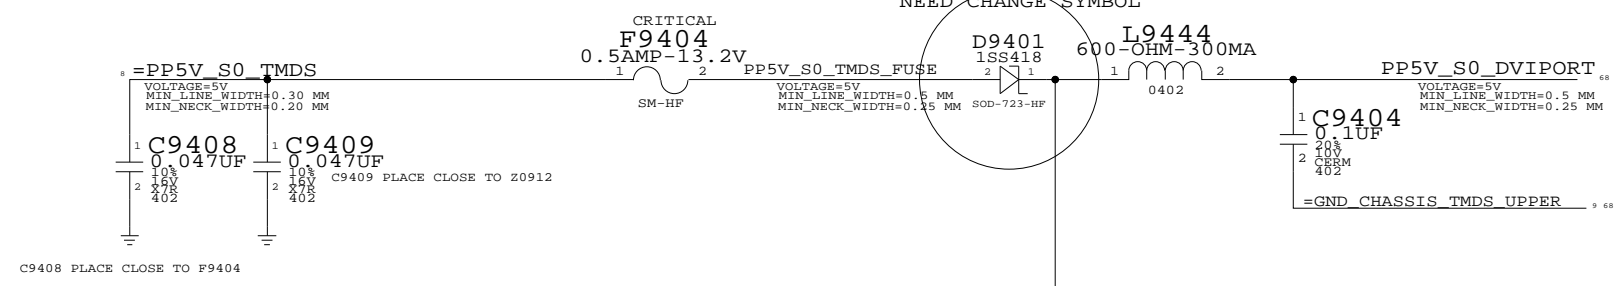 NEED CHANGE SYMBOL
CRITICAL
F9404
0.5AMP-13.2V
1 2
SM-HF
D9401
1SS418
2 1
SOD-723-HF
L9444
600-OHM-300MA
1 2
0402
8 =PP5V_S0_TMDS
VOLTAGE=5V
MIN_LINE_WIDTH=0.30 MM
MIN_NECK_WIDTH=0.20 MM
PP5V_S0_TMDS_FUSE
VOLTAGE=5V
MIN_LINE_WIDTH=0.5 MM
MIN_NECK_WIDTH=0.25 MM
PP5V_S0_DVIPORT 68
VOLTAGE=5V
MIN_LINE_WIDTH=0.5 MM
MIN_NECK_WIDTH=0.25 MM
1 C9408
0.047UF
10%
16V
2 X7R
402
1 C9409
0.047UF
10%
16V
2 X7R
402
C9409 PLACE CLOSE TO Z0912
1 C9404
0.1UF
20%
10V
2 CERM
402
=GND_CHASSIS_TMDS_UPPER 9 68
C9408 PLACE CLOSE TO F9404